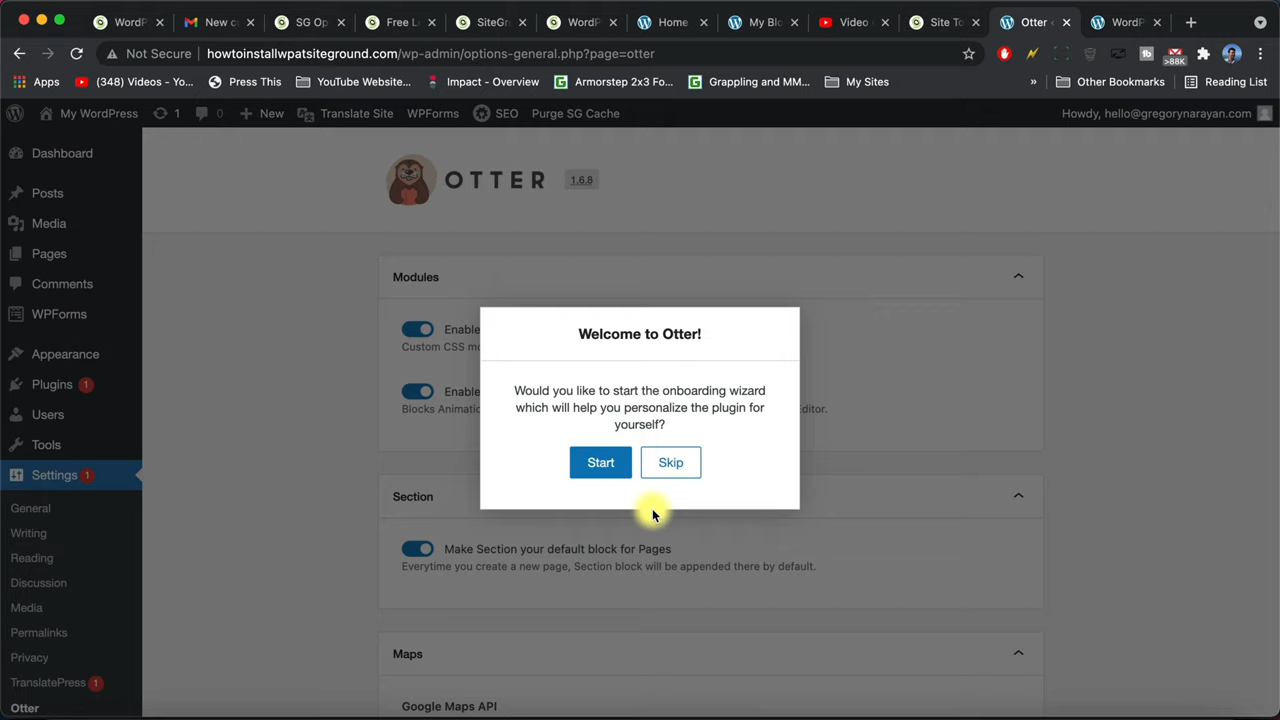 WordP
New c
SG Op
Free L
SiteGr
WordP
Home
My Blo
Video
Site To
Otter
WordP
Not Secure
howtoinstallwpatsiteground.com/wp-admin/options-general.php?page=otter
>88K
Apps
(348) Videos - Yo...
Press This
YouTube Website...
Impact - Overview
Armorstep 2x3 Fo...
Grappling and MM...
My Sites
»
Other Bookmarks
Reading List
My WordPress
1
0
New
Translate Site
WPForms
SEO
Purge SG Cache
Howdy, hello@gregorynarayan.com
Dashboard
Posts
Media
Pages
Comments
WPForms
Appearance
Plugins 1
Users
Tools
Settings 1
General
Writing
Reading
Discussion
Media
Permalinks
Privacy
TranslatePress 1
Otter
OTTER 1.6.8
Modules
Enable
Custom CSS mo
Enable
Blocks Animatio
Editor.
Welcome to Otter!
Would you like to start the onboarding wizard
which will help you personalize the plugin for
yourself?
Start
Skip
Section
Make Section your default block for Pages
Everytime you create a new page, Section block will be appended there by default.
Maps
Google Maps API